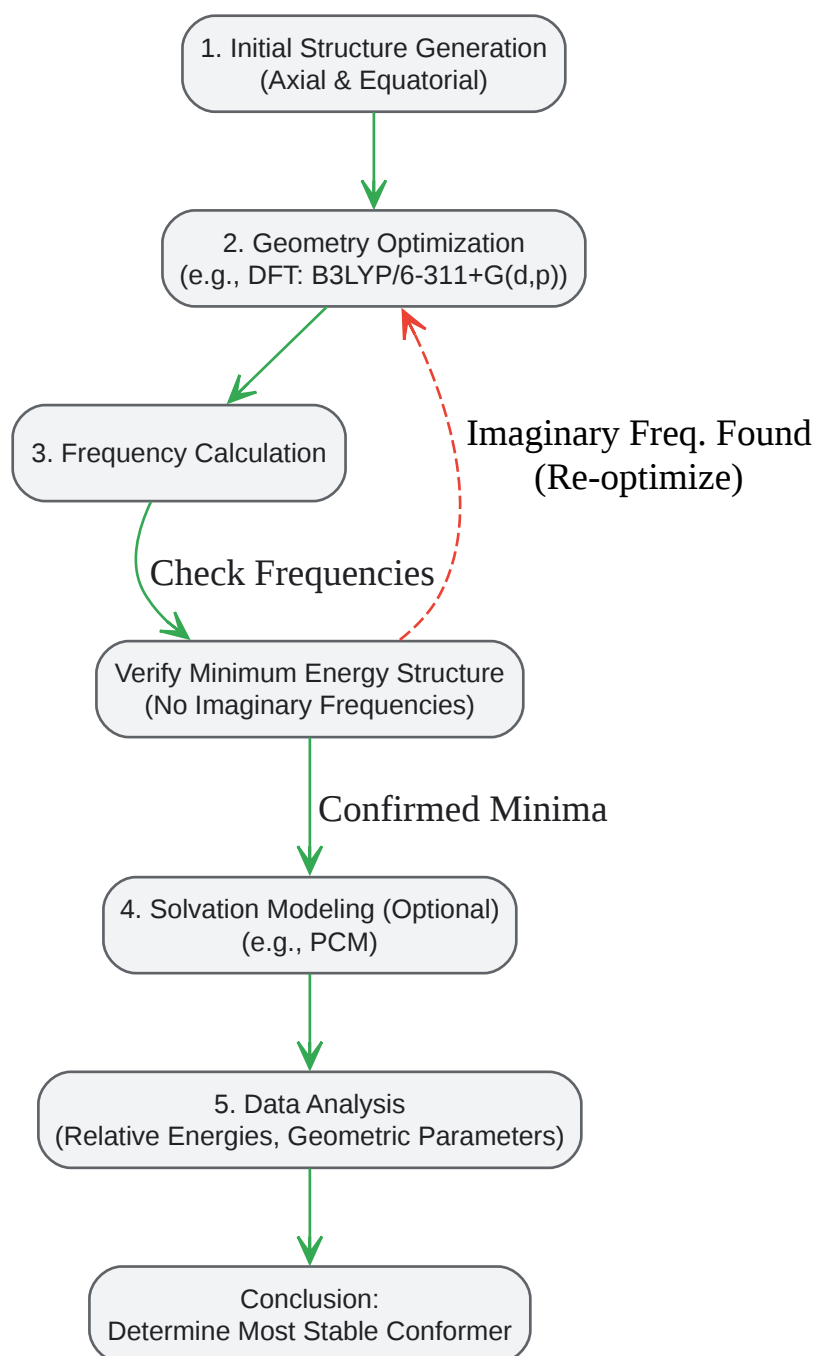 1. Initial Structure Generation
(Axial & Equatorial)
2. Geometry Optimization
(e.g., DFT: B3LYP/6-311+G(d,p))
3. Frequency Calculation
Imaginary Freq. Found
(Re-optimize)
Check Frequencies
Verify Minimum Energy Structure
(No Imaginary Frequencies)
Confirmed Minima
4. Solvation Modeling (Optional)
(e.g., PCM)
5. Data Analysis
(Relative Energies, Geometric Parameters)
Conclusion:
Determine Most Stable Conformer